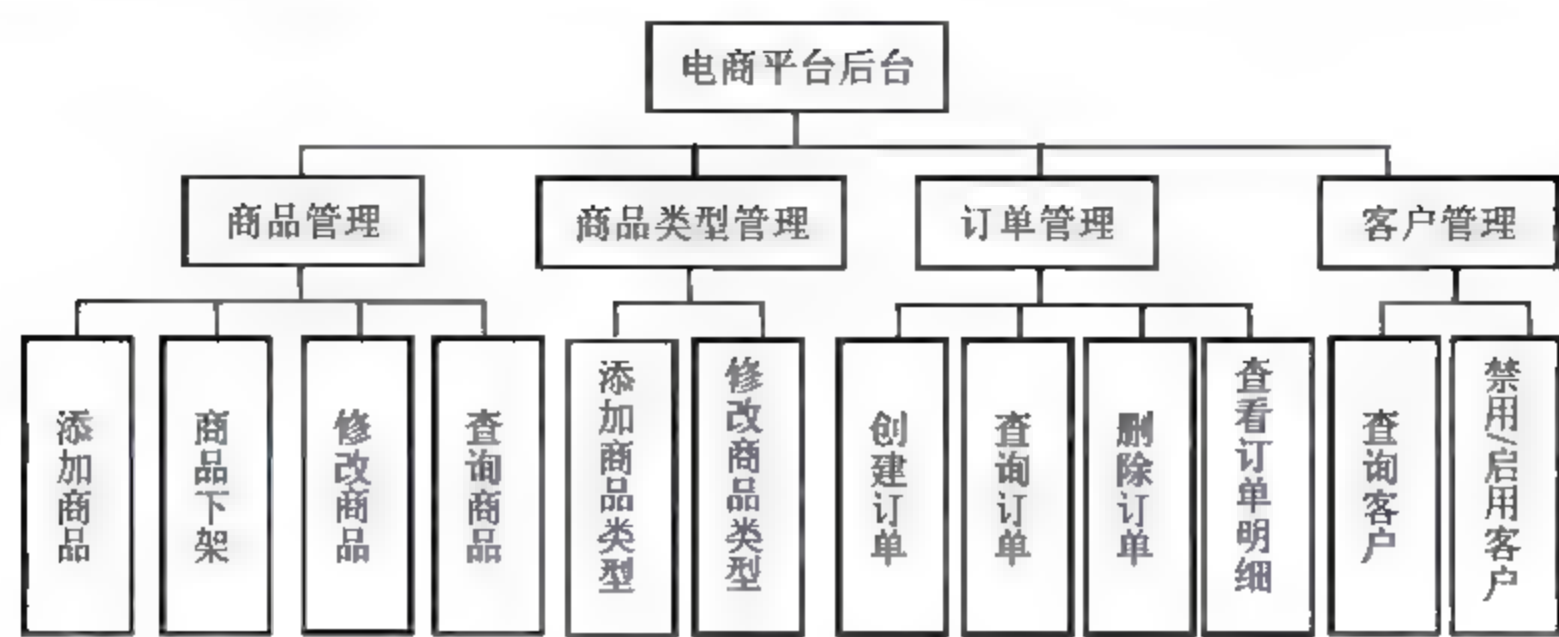 电商平台后台
商品管理
商品类型管理
订单管理
客户管理
添加商品
商品下架
修改商品
查询商品
添加商品类型
修改商品类型
创建订单
查询订单
删除订单
查看订单明细
查询客户
禁用/启用客户